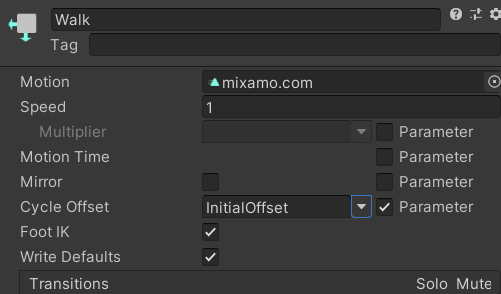 Walk
Tag
Motion mixamo.com
Speed 1
Multiplier Parameter
Motion Time Parameter
Mirror Parameter
Cycle Offset InitialOffset Parameter
Foot IK
Write Defaults
Transitions Solo Mute